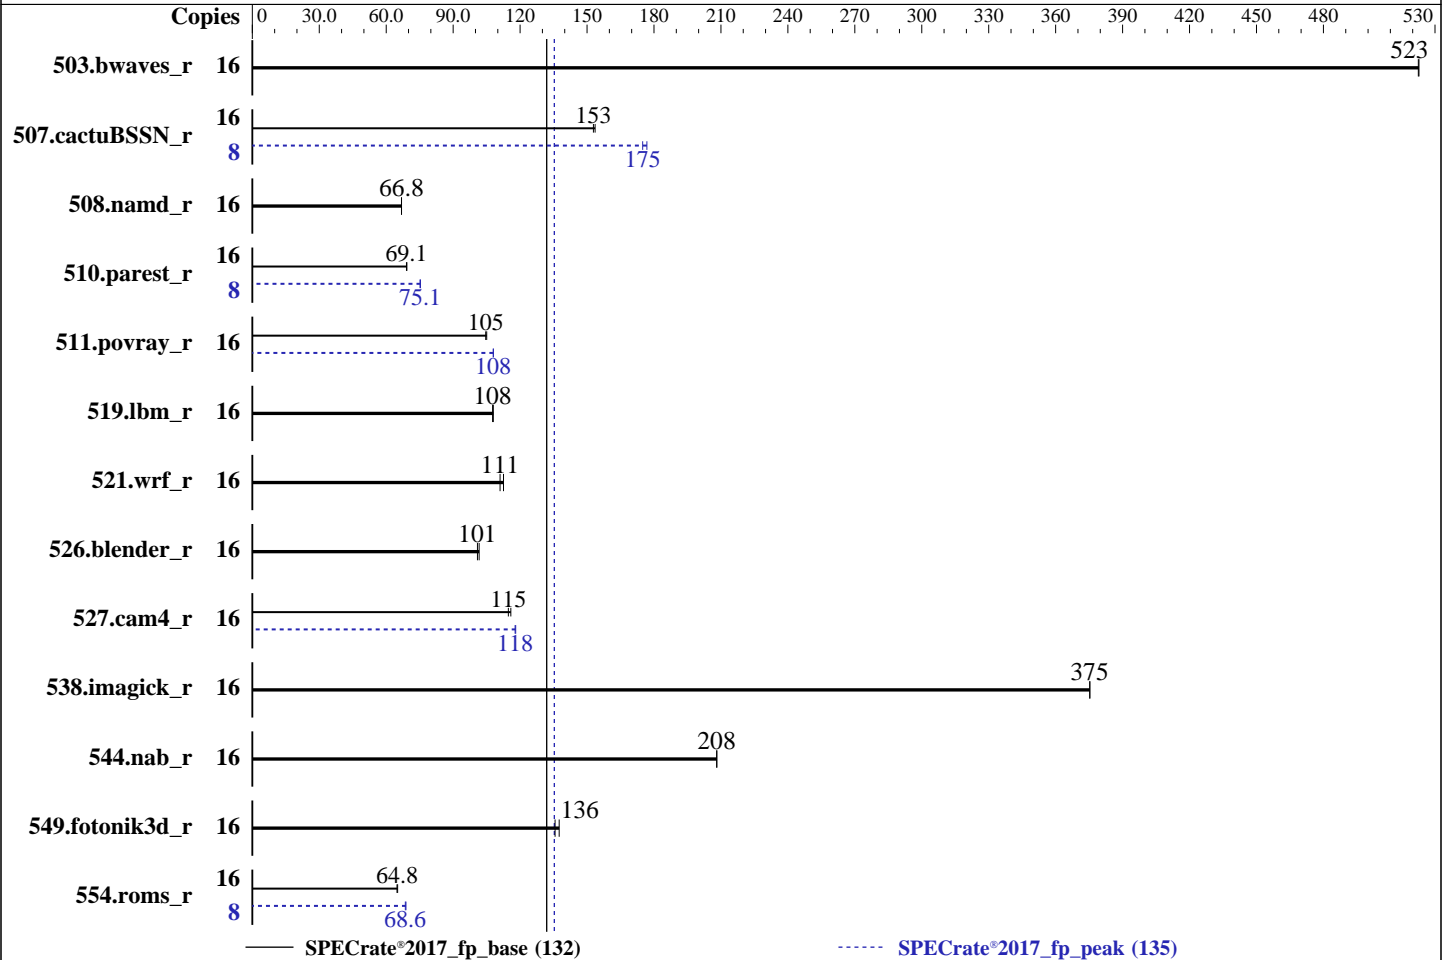 Copies 0 30.0 60.0 90.0 120 150 180 210 240 270 300 330 360 390 420 450 480 530
503.bwaves_r 16 523
507.cactuBSSN_r 16 153
8 175
508.namd_r 16 66.8
510.parest_r 16 69.1
8 75.1
511.povray_r 16 105
108
519.lbm_r 16 108
521.wrf_r 16 111
526.blender_r 16 101
527.cam4_r 16 115
118
538.imagick_r 16 375
544.nab_r 16 208
549.fotonik3d_r 16 136
554.roms_r 16 64.8
8 68.6
SPECrate®2017_fp_base (132) SPECrate®2017_fp_peak (135)